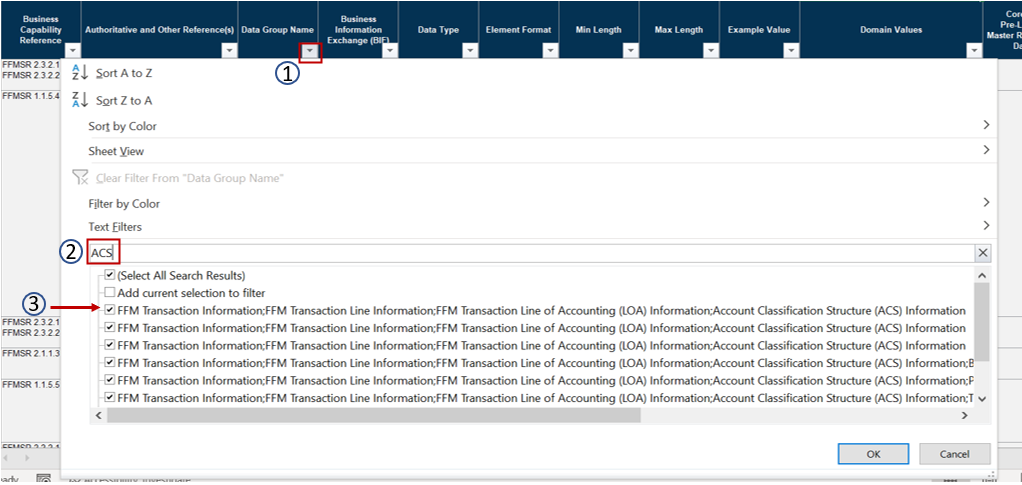 Business
Capability
Reference
Authoritative and Other Reference(s)
Data Group Name
Business
Information
Exchange (BIE)
Data Type
Element Format
Min Length
Max Length
Example Value
Domain Values
Core
Pre-L
Master R
Da
FFMSR 2.3.2.1
FFMSR 2.3.2.2
FFMSR 1.1.5.4
1
Sort A to Z
Sort Z to A
Sort by Color
Sheet View
Clear Filter From "Data Group Name"
Filter by Color
Text Filters
2
ACS
(Select All Search Results)
Add current selection to filter
3
FFM Transaction Information;FFM Transaction Line Information;FFM Transaction Line of Accounting (LOA) Information;Account Classification Structure (ACS) Information
FFM Transaction Information;FFM Transaction Line Information;FFM Transaction Line of Accounting (LOA) Information;Account Classification Structure (ACS) Information;
FFM Transaction Information;FFM Transaction Line Information;FFM Transaction Line of Accounting (LOA) Information;Account Classification Structure (ACS) Information;
FFM Transaction Information;FFM Transaction Line Information;FFM Transaction Line of Accounting (LOA) Information;Account Classification Structure (ACS) Information;B
FFM Transaction Information;FFM Transaction Line Information;FFM Transaction Line of Accounting (LOA) Information;Account Classification Structure (ACS) Information;P
FFM Transaction Information;FFM Transaction Line Information;FFM Transaction Line of Accounting (LOA) Information;Account Classification Structure (ACS) Information;T
FFMSR 2.3.2.1
FFMSR 2.3.2.2
FFMSR 2.1.1.3
FFMSR 1.1.5.5
OK
Cancel